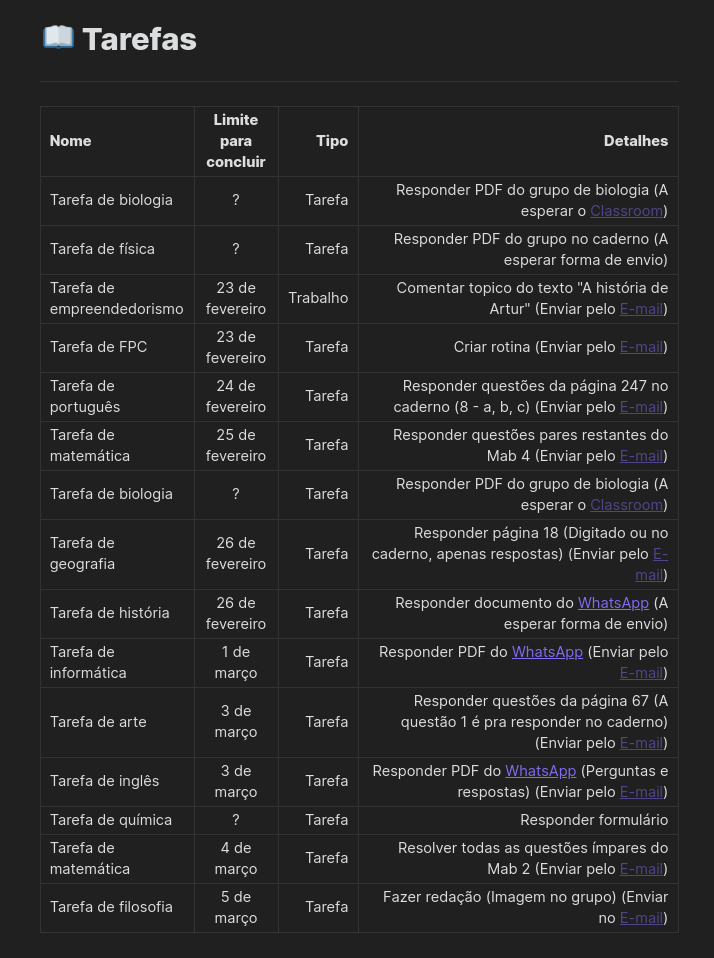 Tarefas
Nome
Limite
para
concluir
Tipo
Detalhes
Tarefa de biologia
?
Tarefa
Responder PDF do grupo de biologia (A
esperar o Classroom)
Tarefa de física
?
Tarefa
Responder PDF do grupo no caderno (A
esperar forma de envio)
Tarefa de
empreendedorismo
23 de
fevereiro
Trabalho
Comentar topico do texto "A história de
Artur" (Enviar pelo E-mail)
Tarefa de FPC
23 de
fevereiro
Tarefa
Criar rotina (Enviar pelo E-mail)
Tarefa de
português
24 de
fevereiro
Tarefa
Responder questões da página 247 no
caderno (8 - a, b, c) (Enviar pelo E-mail)
Tarefa de
matemática
25 de
fevereiro
Tarefa
Responder questões pares restantes do
Mab 4 (Enviar pelo E-mail)
Tarefa de biologia
?
Tarefa
Responder PDF do grupo de biologia (A
esperar o Classroom)
Tarefa de
geografia
26 de
fevereiro
Tarefa
Responder página 18 (Digitado ou no
caderno, apenas respostas) (Enviar pelo E-
mail)
Tarefa de história
26 de
fevereiro
Tarefa
Responder documento do WhatsApp (A
esperar forma de envio)
Tarefa de
informática
1 de
março
Tarefa
Responder PDF do WhatsApp (Enviar pelo
E-mail)
Tarefa de arte
3 de
março
Tarefa
Responder questões da página 67 (A
questão 1 é pra responder no caderno)
(Enviar pelo E-mail)
Tarefa de inglês
3 de
março
Tarefa
Responder PDF do WhatsApp (Perguntas e
respostas) (Enviar pelo E-mail)
Tarefa de química
?
Tarefa
Responder formulário
Tarefa de
matemática
4 de
março
Tarefa
Resolver todas as questões ímpares do
Mab 2 (Enviar pelo E-mail)
Tarefa de filosofia
5 de
março
Tarefa
Fazer redação (Imagem no grupo) (Enviar
no E-mail)